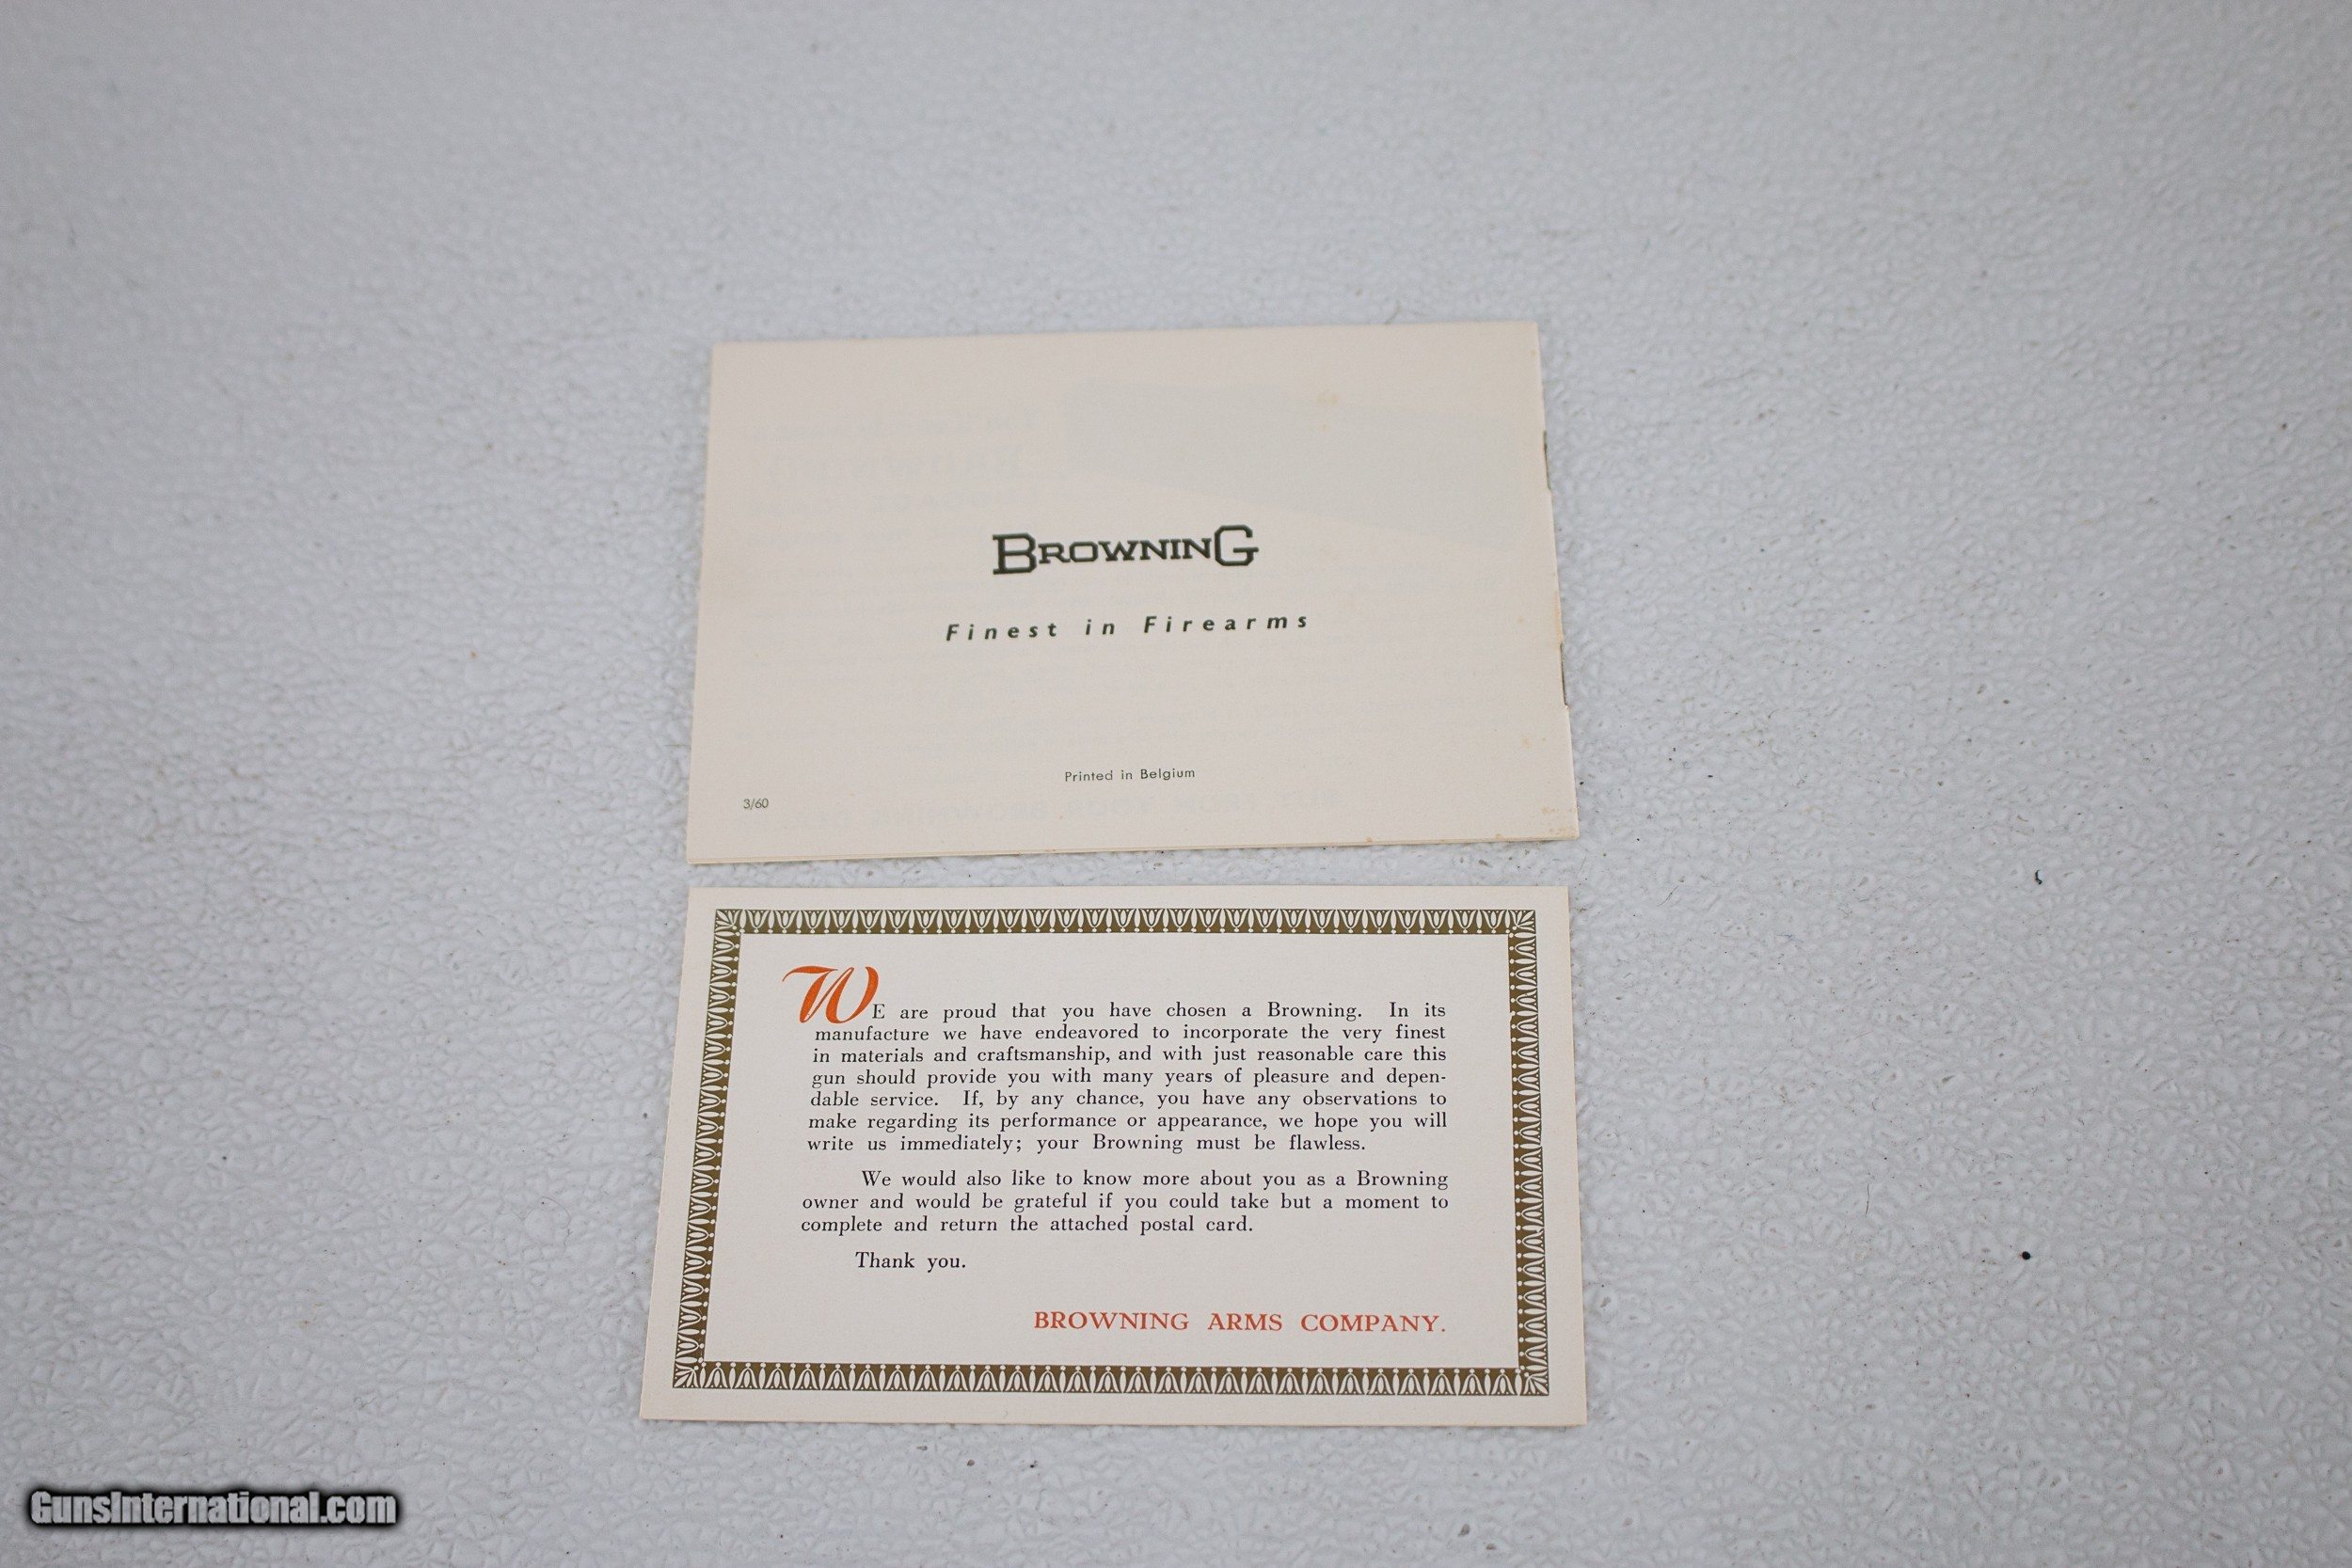 BROWNING
Finest in Firearms
Printed in Belgium
3/60
WE are proud that you have chosen a Browning. In its
manufacture we have endeavored to incorporate the very finest
in materials and craftsmanship, and with just reasonable care this
gun should provide you with many years of pleasure and depen-
dable service. If, by any chance, you have any observations to
make regarding its performance or appearance, we hope you will
write us immediately; your Browning must be flawless.
We would also like to know more about you as a Browning
owner and would be grateful if you could take but a moment to
complete and return the attached postal card.
Thank you.
BROWNING ARMS COMPANY.
GunsInternational.com